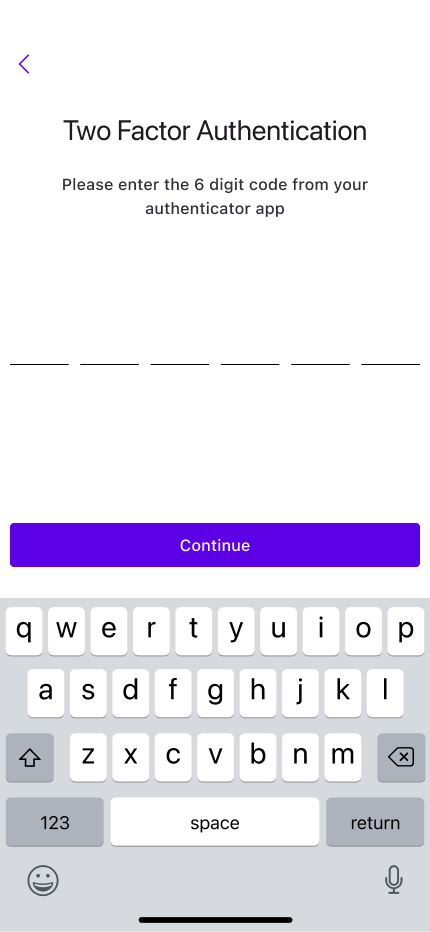 Two Factor Authentication
Please enter the 6 digit code from your
authenticator app
Continue
q w e r t y u i o p
a s d f g h j k l
z x c v b n m
123 space return